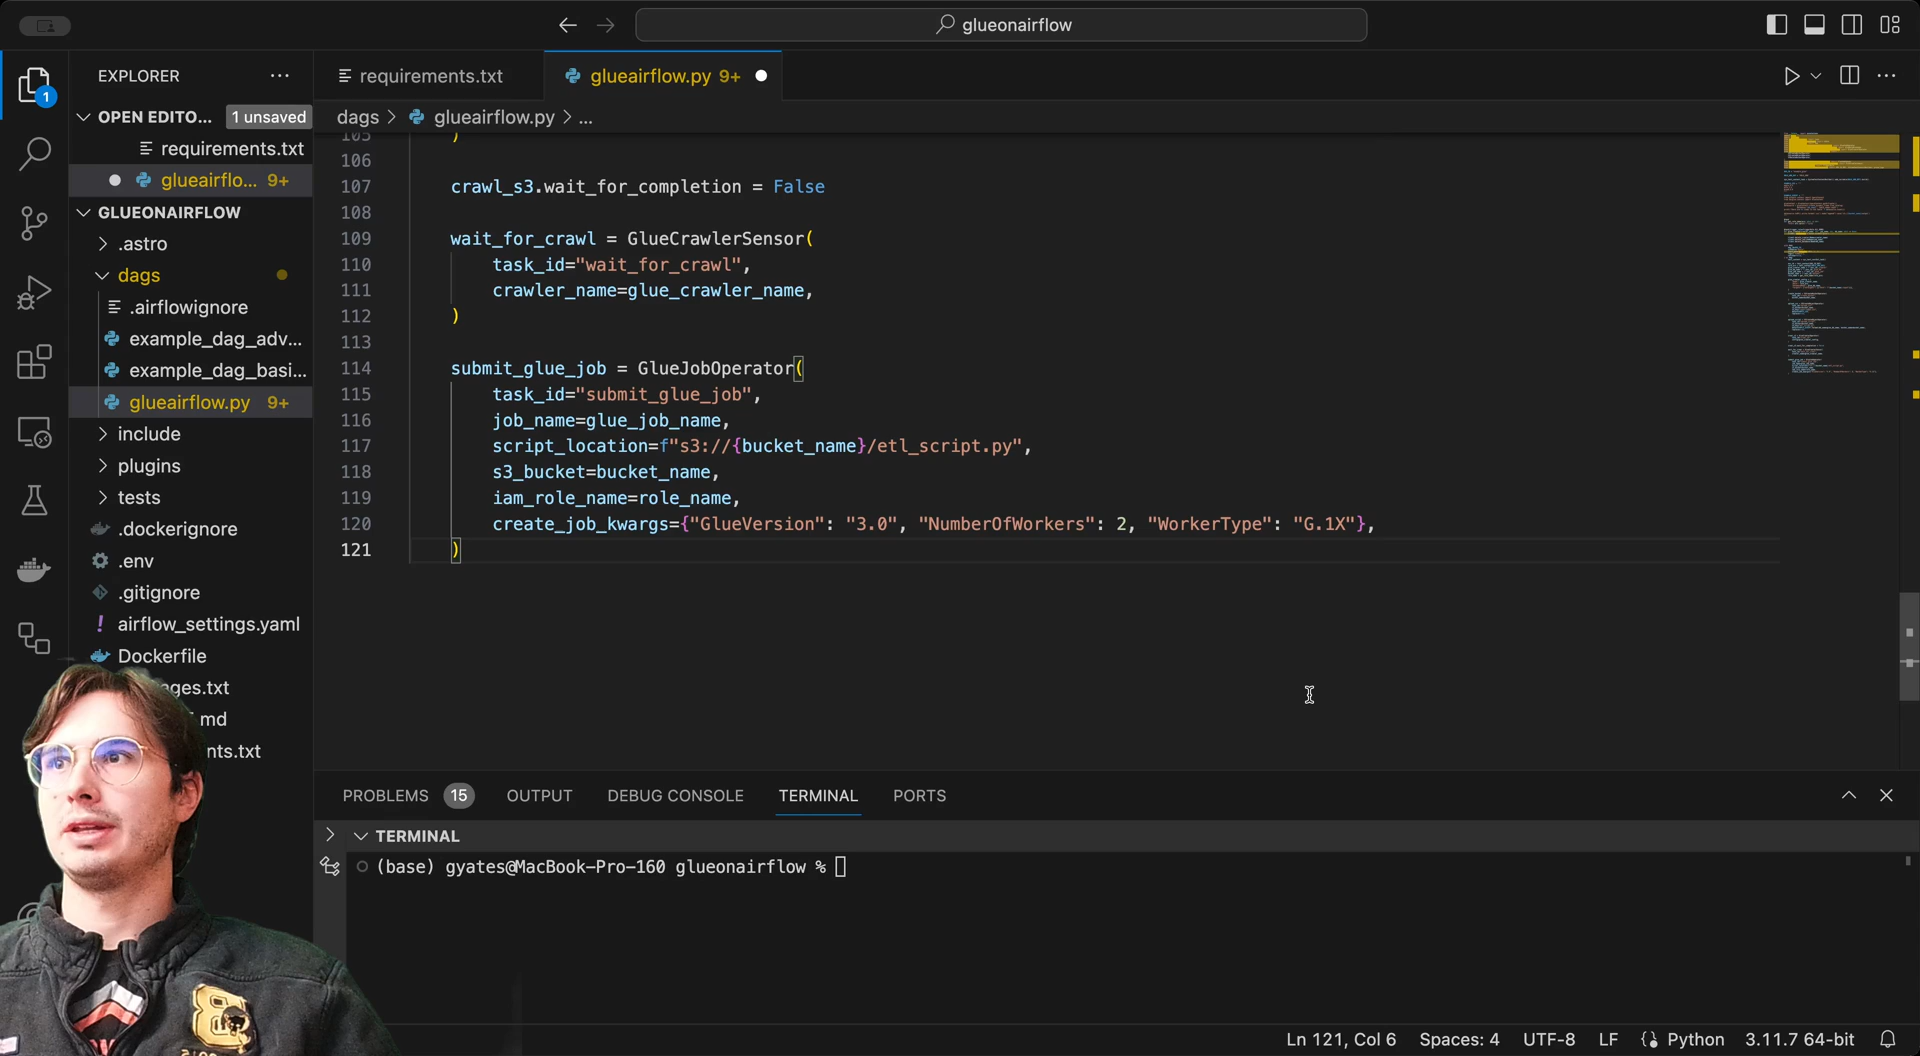 glueonairflow
EXPLORER ...
requirements.txt
glueairflow.py 9+
1
OPEN EDITO... 1 unsaved
dags > glueairflow.py > ...
requirements.txt
glueairflo... 9+
GLUEONAIRFLOW
.astro
dags
.airflowignore
example_dag_adv...
example_dag_basi...
glueairflow.py 9+
include
plugins
tests
.dockerignore
.env
.gitignore
! airflow_settings.yaml
Dockerfile
ges.txt
.md
nts.txt
105 )
106
107 crawl_s3.wait_for_completion = False
108
109 wait_for_crawl = GlueCrawlerSensor(
110 task_id="wait_for_crawl",
111 crawler_name=glue_crawler_name,
112 )
113
114 submit_glue_job = GlueJobOperator(
115 task_id="submit_glue_job",
116 job_name=glue_job_name,
117 script_location=f"s3://{bucket_name}/etl_script.py",
118 s3_bucket=bucket_name,
119 iam_role_name=role_name,
120 create_job_kwargs={"GlueVersion": "3.0", "NumberOfWorkers": 2, "WorkerType": "G.1X"},
121 )
PROBLEMS 15 OUTPUT DEBUG CONSOLE TERMINAL PORTS
TERMINAL
(base) gyates@MacBook-Pro-160 glueonairflow %
Ln 121, Col 6 Spaces: 4 UTF-8 LF Python 3.11.7 64-bit